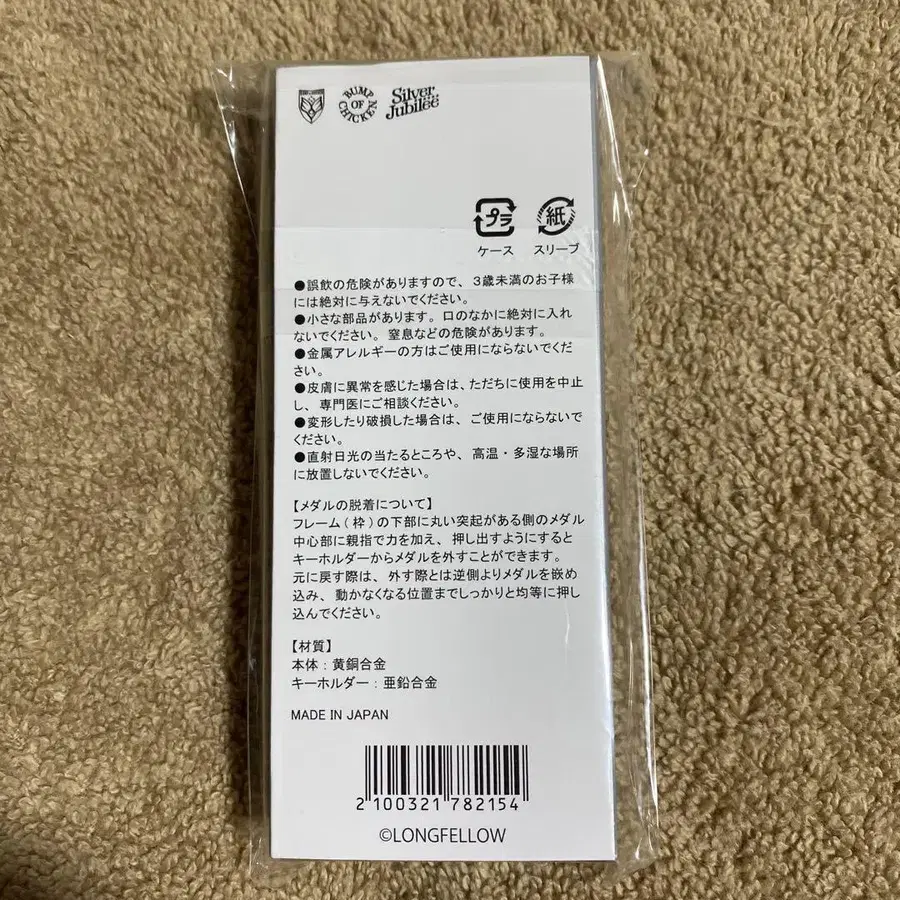 BUMP OF CHICKEN
Silver Jubilee
プラ
紙
ケース
スリーブ
●誤飲の危険がありますので、3歳未満のお子様
には絶対に与えないでください。
●小さな部品があります。口のなかに絶対に入れ
ないでください。窒息などの危険があります。
●金属アレルギーの方はご使用にならないでくだ
さい。
●皮膚に異常を感じた場合は、ただちに使用を中止
し、専門医にご相談ください。
●変形したり破損した場合は、ご使用にならないで
ください。
●直射日光の当たるところや、高温・多湿な場所
に放置しないでください。
【メダルの脱着について】
フレーム(枠)の下部に丸い突起がある側のメダル
中心部に親指で力を加え、押し出すようにすると
キーホルダーからメダルを外すことができます。
元に戻す際は、外す際とは逆側よりメダルを嵌め
込み、動かなくなる位置までしっかりと均等に押し
込んでください。
【材質】
本体:黄銅合金
キーホルダー:亜鉛合金
MADE IN JAPAN
2100321782154
©LONGFELLOW